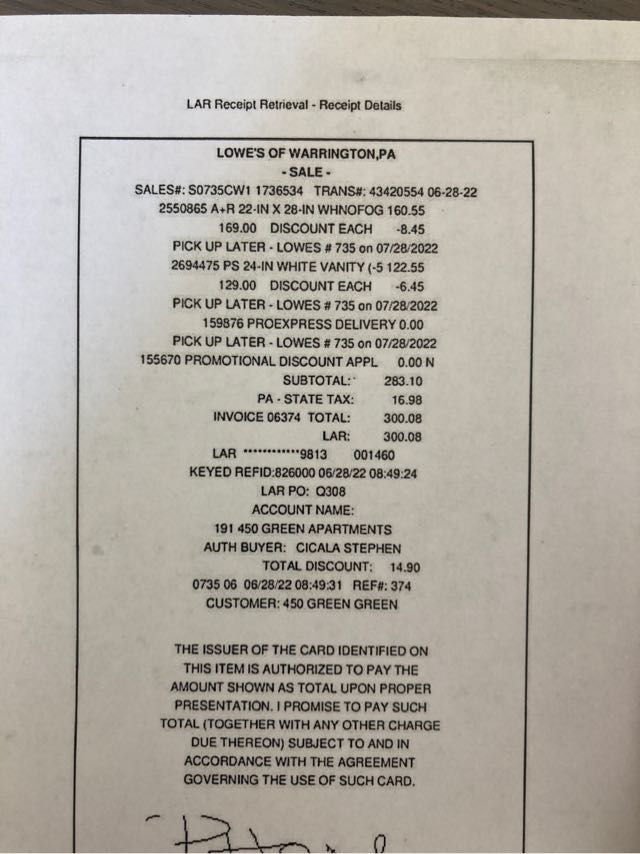 LAR Receipt Retrieval - Receipt Details
LOWE'S OF WARRINGTON,PA
- SALE -
SALES#: S0735CW1 1736534 TRANS#: 43420554 06-28-22
2550865 A+R 22-IN X 28-IN WHNOFOG 160.55
169.00 DISCOUNT EACH -8.45
PICK UP LATER - LOWES # 735 on 07/28/2022
2694475 PS 24-IN WHITE VANITY (-5 122.55
129.00 DISCOUNT EACH -6.45
PICK UP LATER - LOWES # 735 on 07/28/2022
159876 PROEXPRESS DELIVERY 0.00
PICK UP LATER - LOWES # 735 on 07/28/2022
155670 PROMOTIONAL DISCOUNT APPL 0.00 N
SUBTOTAL: 283.10
PA - STATE TAX: 16.98
INVOICE 06374 TOTAL: 300.08
LAR: 300.08
LAR ************9813 001460
KEYED REFID:826000 06/28/22 08:49:24
LAR PO: Q308
ACCOUNT NAME:
191 450 GREEN APARTMENTS
AUTH BUYER: CICALA STEPHEN
TOTAL DISCOUNT: 14.90
0735 06 06/28/22 08:49:31 REF#: 374
CUSTOMER: 450 GREEN GREEN
THE ISSUER OF THE CARD IDENTIFIED ON
THIS ITEM IS AUTHORIZED TO PAY THE
AMOUNT SHOWN AS TOTAL UPON PROPER
PRESENTATION. I PROMISE TO PAY SUCH
TOTAL (TOGETHER WITH ANY OTHER CHARGE
DUE THEREON) SUBJECT TO AND IN
ACCORDANCE WITH THE AGREEMENT
GOVERNING THE USE OF SUCH CARD.